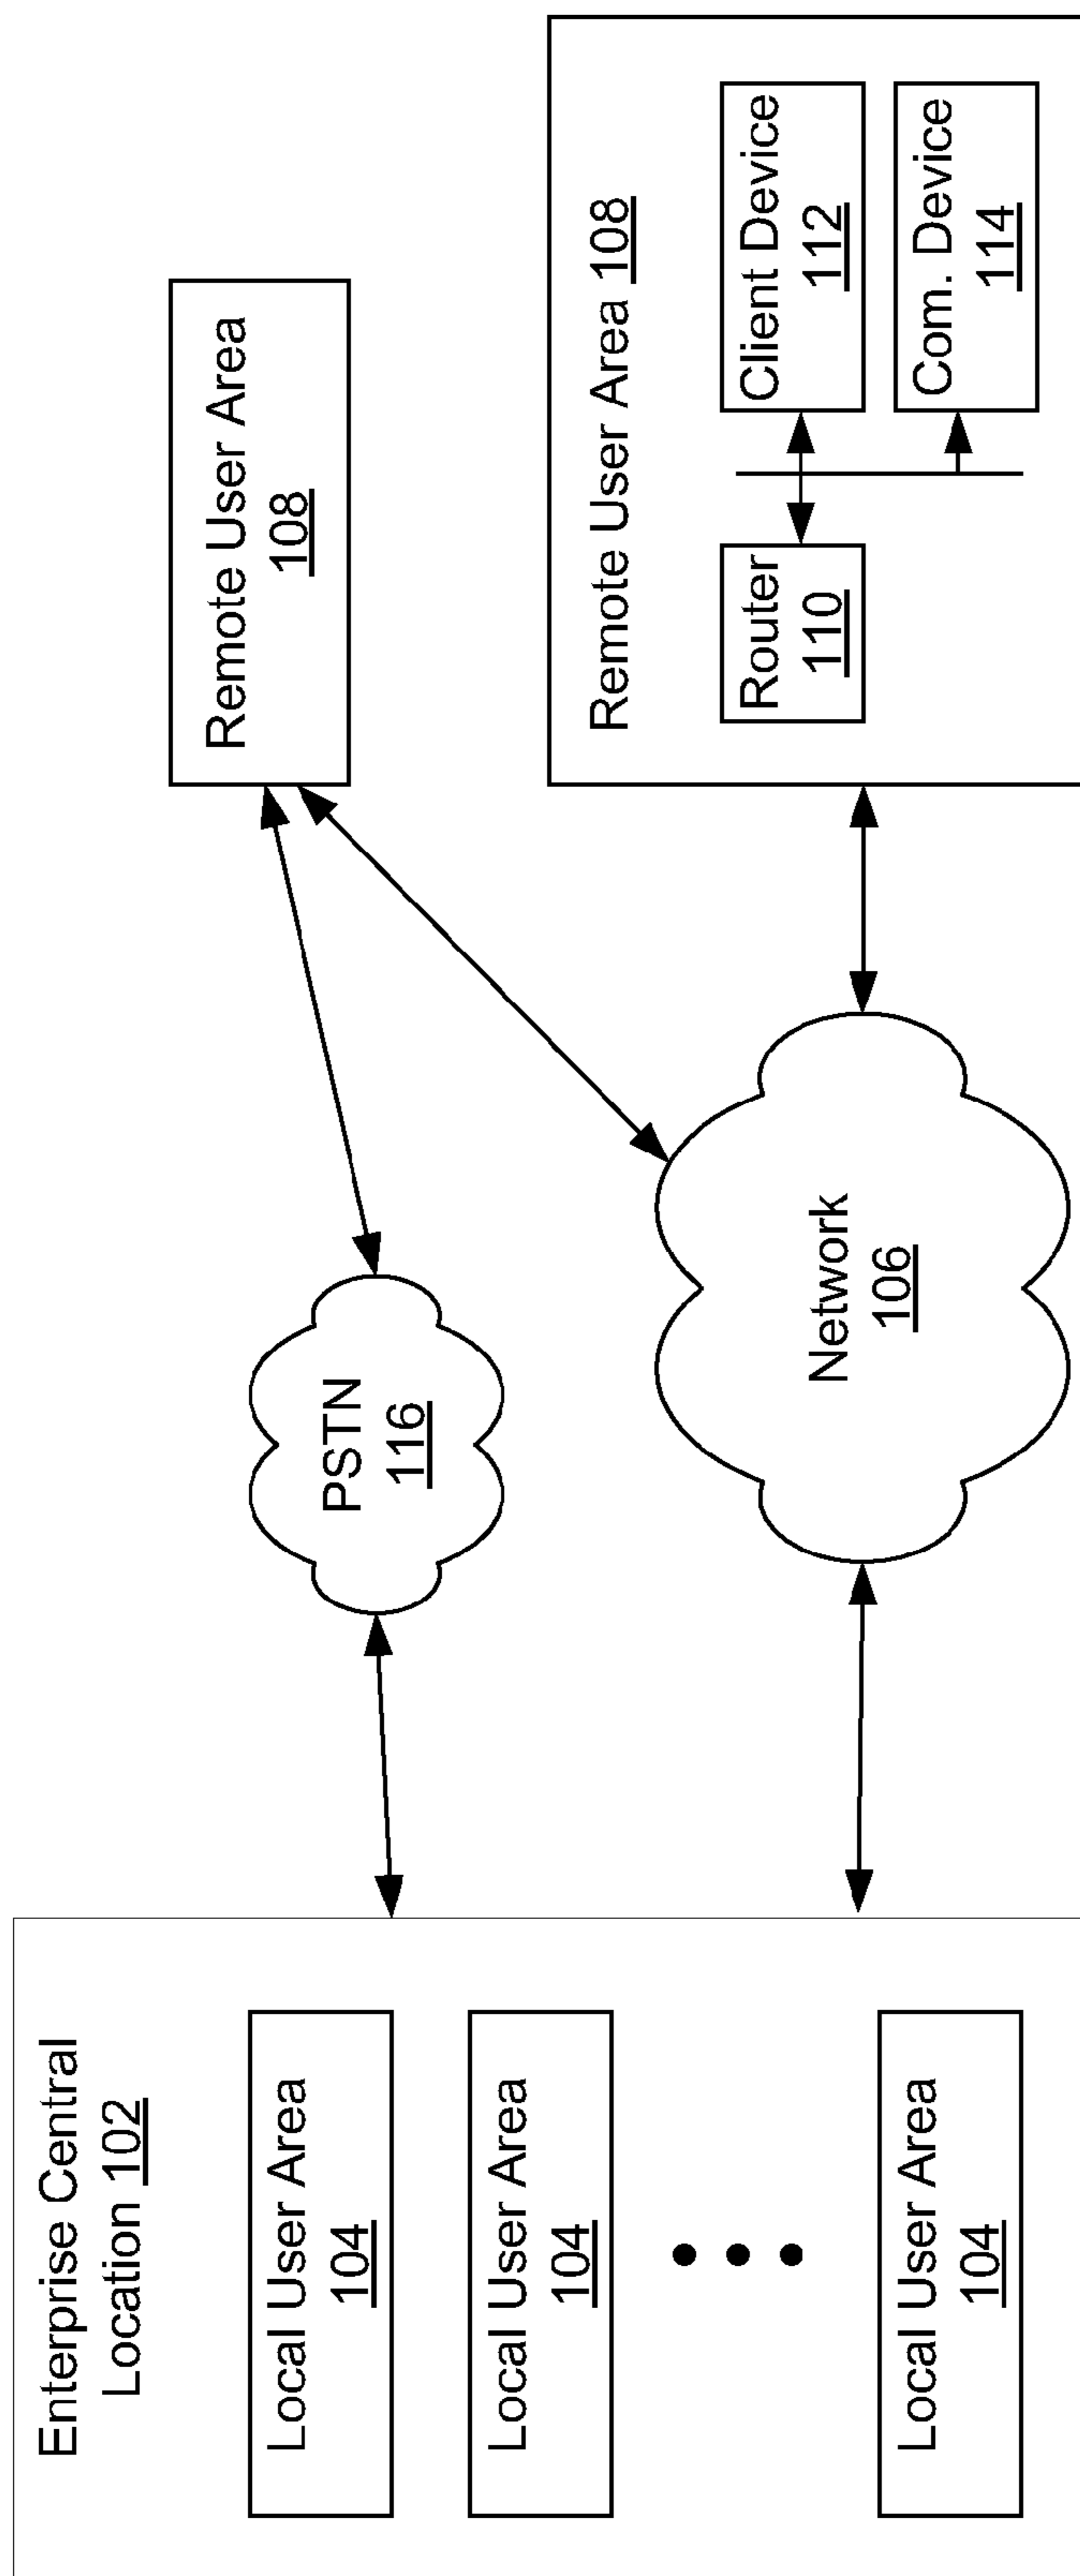 Enterprise Central
Location 102
Local User Area
104
Local User Area
104
Local User Area
104
PSTN
116
Network
106
Remote User Area
108
Remote User Area 108
Router
110
Client Device
112
Com. Device
114